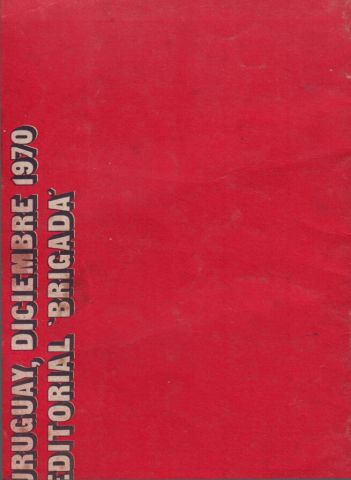 URUGUAY, DICIEMBRE 1970
EDITORIAL 'BRIGADA'